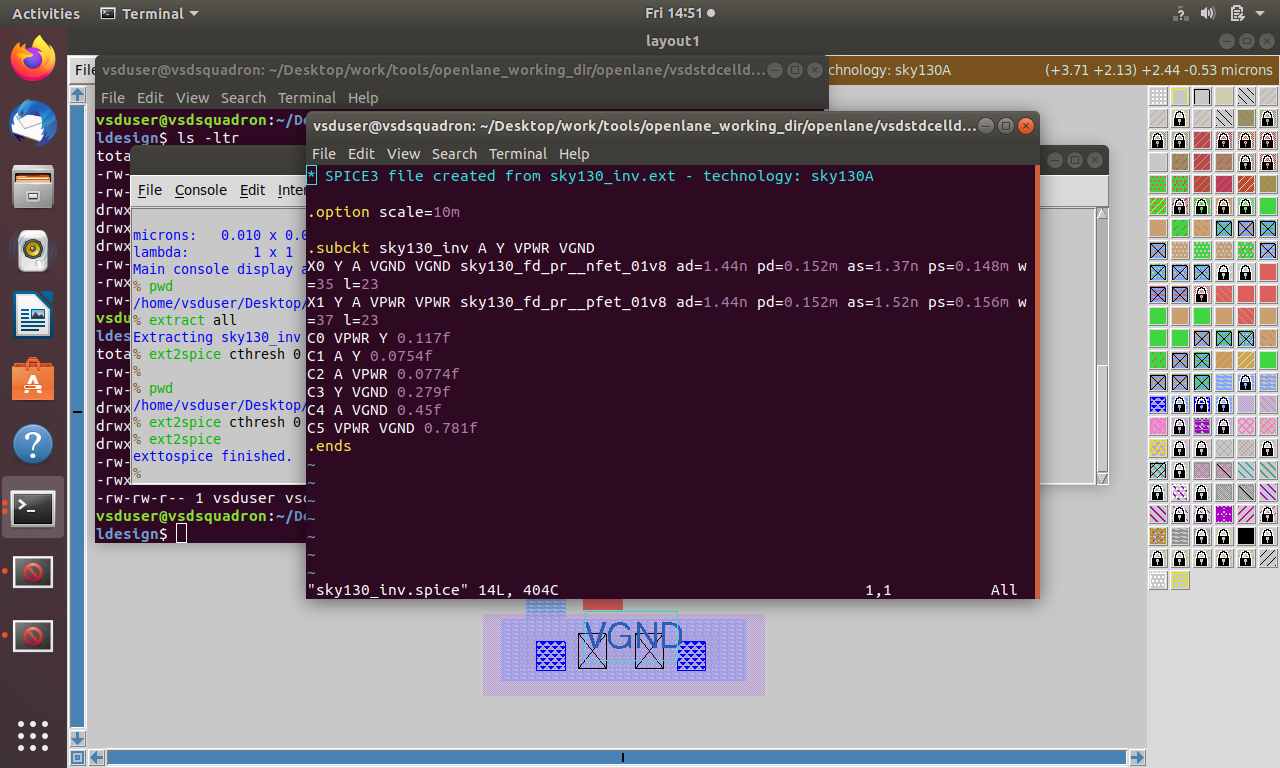 Activities
Terminal
Fri 14:51
layout1
File
chnology: sky130A
(+3.71 +2.13) +2.44 -0.53 microns
vsduser@vsdsquadron: ~/Desktop/work/tools/openlane_working_dir/openlane/vsdstdcelld...
File Edit View Search Terminal Help
vsduser@vsdsquadron:~/De
ldesign$ ls -ltr
tota
-rw-
-rw-
drwx
drwx
drwx
-rw-
-rw-
drwx
-rw-
vsdu
ldes
tota
-rw-
drwx
drwx
drwx
drwx
drwx
-rw-
-rw-
-rw-rw-r-- 1 vsduser vsd
vsduser@vsdsquadron:~/De
ldesign$
File Console Edit Inter
microns: 0.010 x 0.0
lambda: 1 x 1
Main console display a
% pwd
/home/vsduser/Desktop/
% extract all
Extracting sky130_inv
% ext2spice cthresh 0
%
% pwd
/home/vsduser/Desktop/
% ext2spice cthresh 0
% ext2spice
exttospice finished.
%
vsduser@vsdsquadron: ~/Desktop/work/tools/openlane_working_dir/openlane/vsdstdcelld...
File Edit View Search Terminal Help
* SPICE3 file created from sky130_inv.ext - technology: sky130A
.option scale=10m
.subckt sky130_inv A Y VPWR VGND
X0 Y A VGND VGND sky130_fd_pr__nfet_01v8 ad=1.44n pd=0.152m as=1.37n ps=0.148m w
=35 l=23
X1 Y A VPWR VPWR sky130_fd_pr__pfet_01v8 ad=1.44n pd=0.152m as=1.52n ps=0.156m w
=37 l=23
C0 VPWR Y 0.117f
C1 A Y 0.0754f
C2 A VPWR 0.0774f
C3 Y VGND 0.279f
C4 A VGND 0.45f
C5 VPWR VGND 0.781f
.ends
~
~
~
~
~
~
~
"sky130_inv.spice" 14L, 404C
1,1
All
VGND